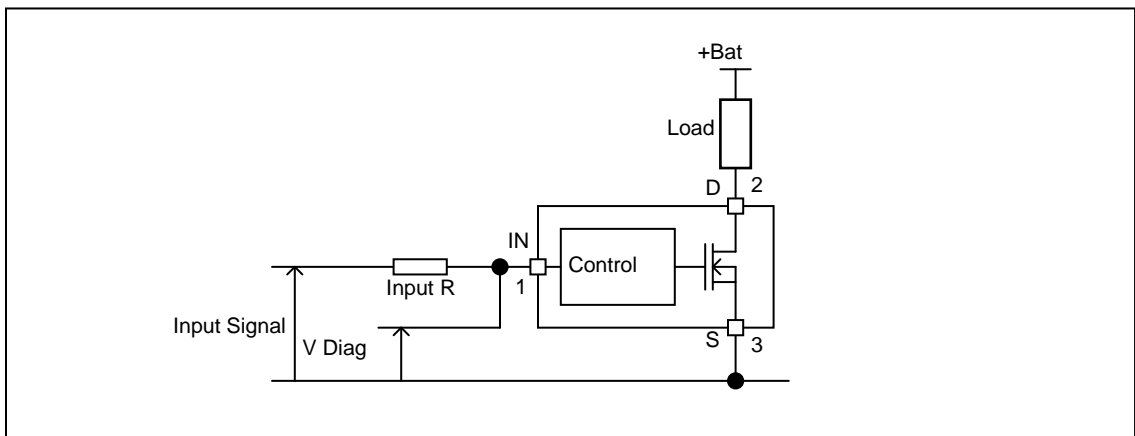 +Bat
Load
D 2
IN
Control
1
Input R
Input Signal
V Diag
S 3